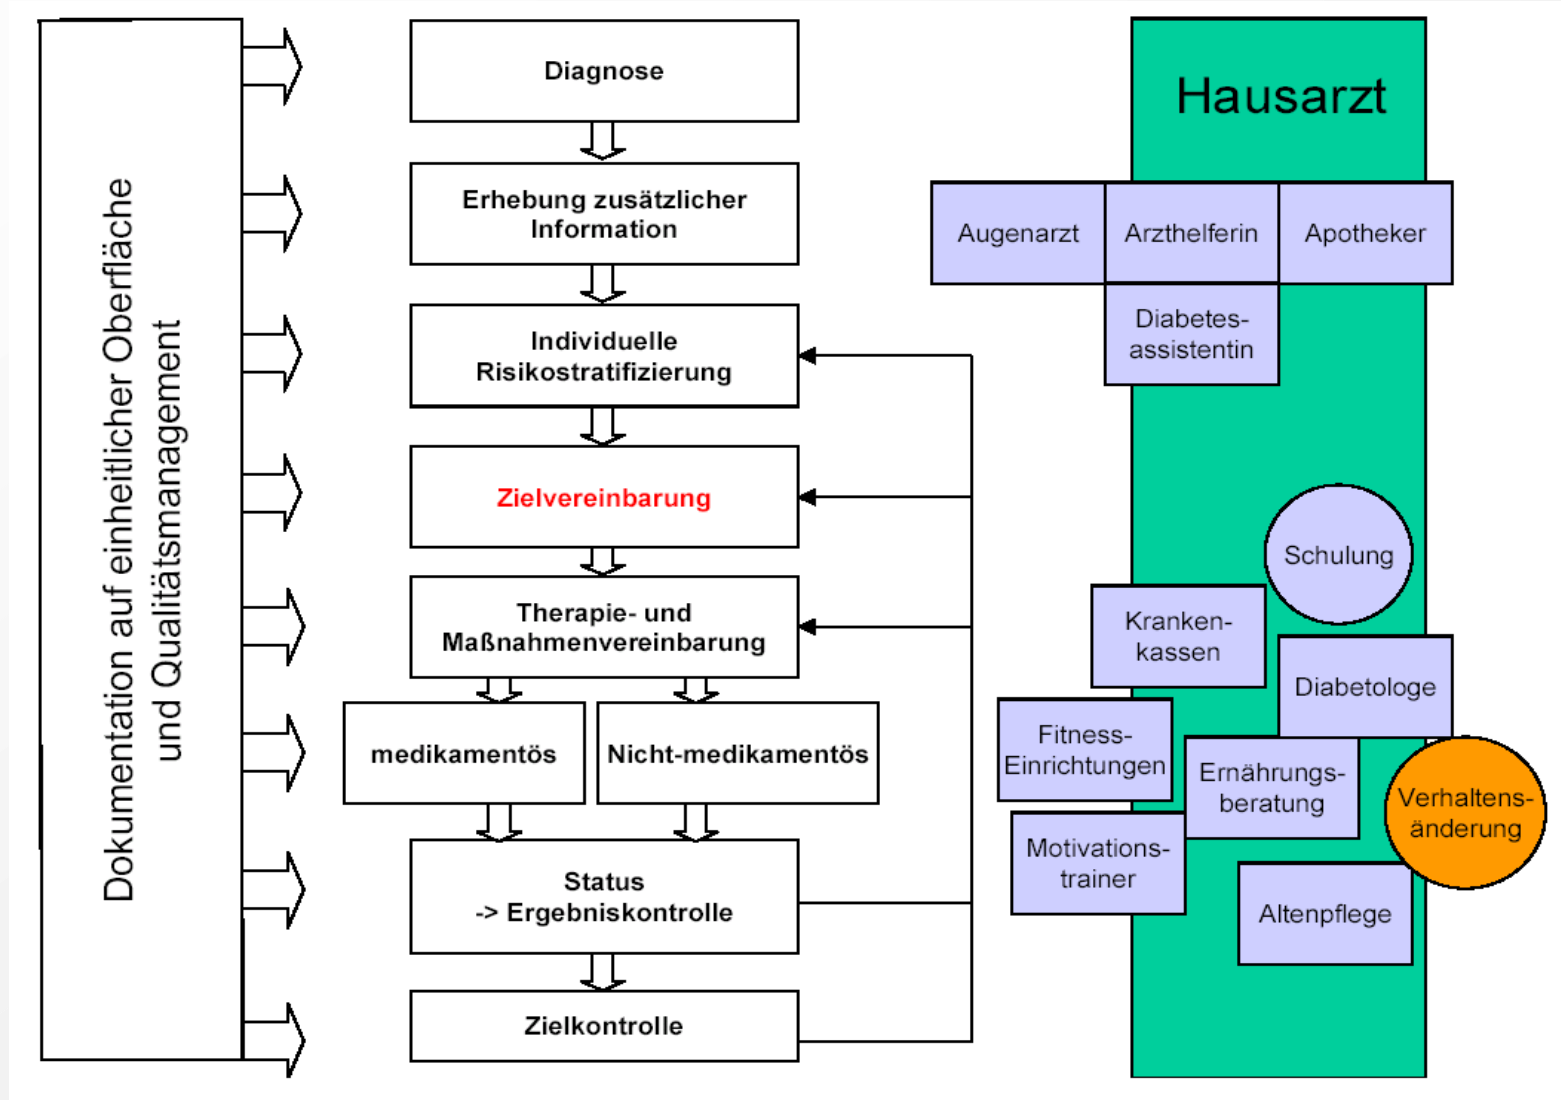 Dokumentation auf einheitlicher Oberfläche
und Qualitätsmanagement
Diagnose
Erhebung zusätzlicher
Information
Individuelle
Risikostratifizierung
Zielvereinbarung
Therapie- und
Maßnahmenvereinbarung
medikamentös
Nicht-medikamentös
Status
-> Ergebniskontrolle
Zielkontrolle
Hausarzt
Augenarzt
Arzthelferin
Apotheker
Diabetes-
assistentin
Schulung
Kranken-
kassen
Diabetologe
Fitness-
Einrichtungen
Ernährungs-
beratung
Verhaltens-
änderung
Motivations-
trainer
Altenpflege